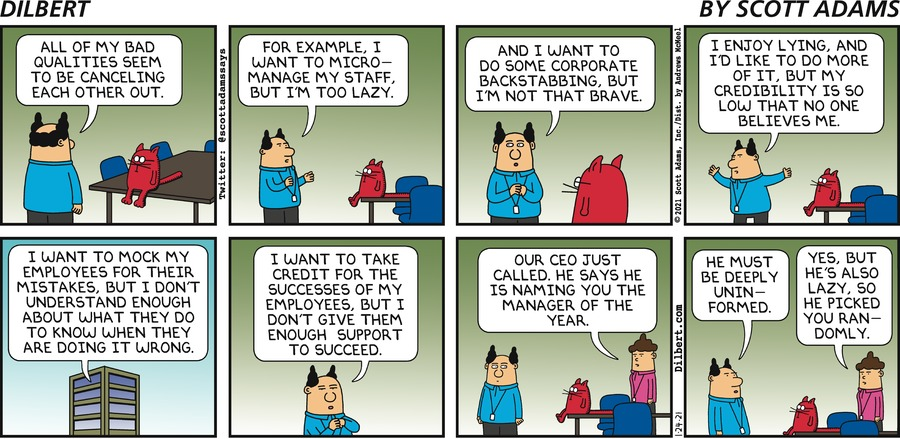 DILBERT
BY SCOTT ADAMS
ALL OF MY BAD
QUALITIES SEEM
TO BE CANCELING
EACH OTHER OUT.
Twitter: @scottadamssays
FOR EXAMPLE, I
WANT TO MICRO-
MANAGE MY STAFF,
BUT I'M TOO LAZY.
AND I WANT TO
DO SOME CORPORATE
BACKSTABBING, BUT
I'M NOT THAT BRAVE.
©2021 Scott Adams, Inc./Dist. by Andrews McMeel
I ENJOY LYING, AND
I'D LIKE TO DO MORE
OF IT, BUT MY
CREDIBILITY IS SO
LOW THAT NO ONE
BELIEVES ME.
I WANT TO MOCK MY
EMPLOYEES FOR THEIR
MISTAKES, BUT I DON'T
UNDERSTAND ENOUGH
ABOUT WHAT THEY DO
TO KNOW WHEN THEY
ARE DOING IT WRONG.
I WANT TO TAKE
CREDIT FOR THE
SUCCESSES OF MY
EMPLOYEES, BUT I
DON'T GIVE THEM
ENOUGH SUPPORT
TO SUCCEED.
OUR CEO JUST
CALLED. HE SAYS HE
IS NAMING YOU THE
MANAGER OF THE
YEAR.
Dilbert.com
1-24-21
HE MUST
BE DEEPLY
UNIN-
FORMED.
YES, BUT
HE'S ALSO
LAZY, SO
HE PICKED
YOU RAN-
DOMLY.